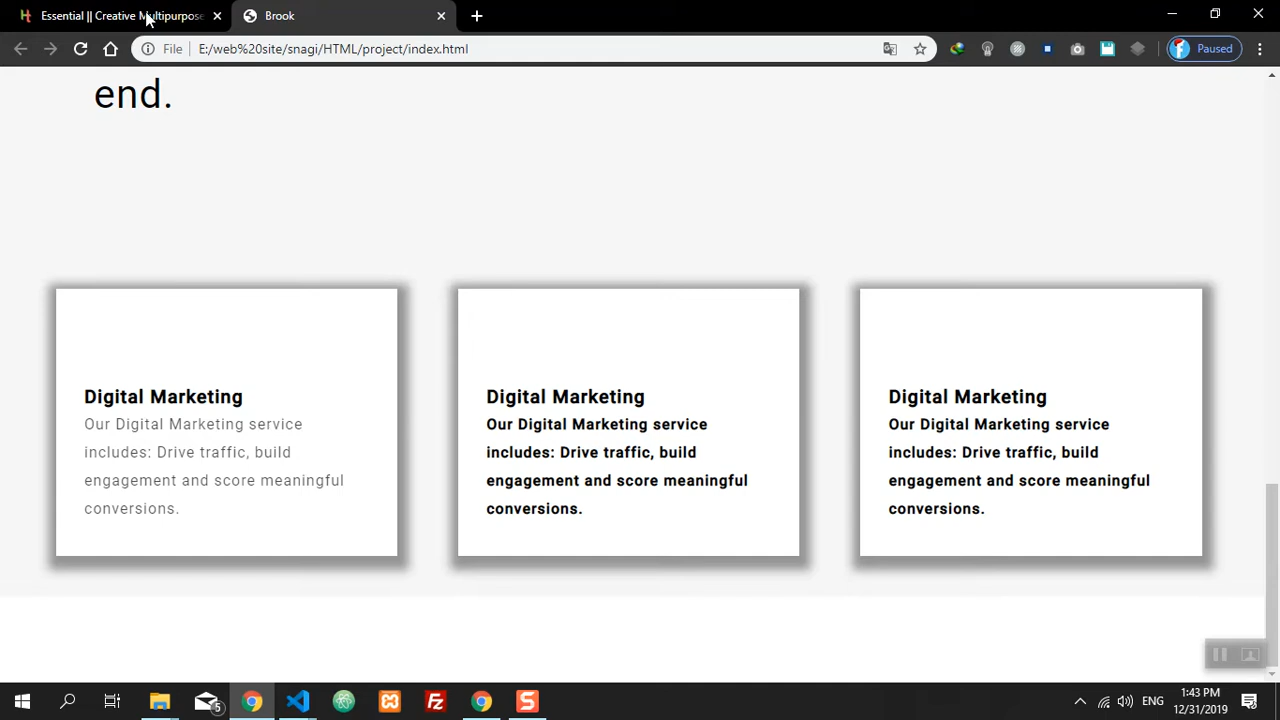 Essential || Creative Multipurpose
Brook
File
E:/web%20site/snagi/HTML/project/index.html
Paused
end.
Digital Marketing
Our Digital Marketing service
includes: Drive traffic, build
engagement and score meaningful
conversions.
Digital Marketing
Our Digital Marketing service
includes: Drive traffic, build
engagement and score meaningful
conversions.
Digital Marketing
Our Digital Marketing service
includes: Drive traffic, build
engagement and score meaningful
conversions.
5
ENG
1:43 PM
12/31/2019